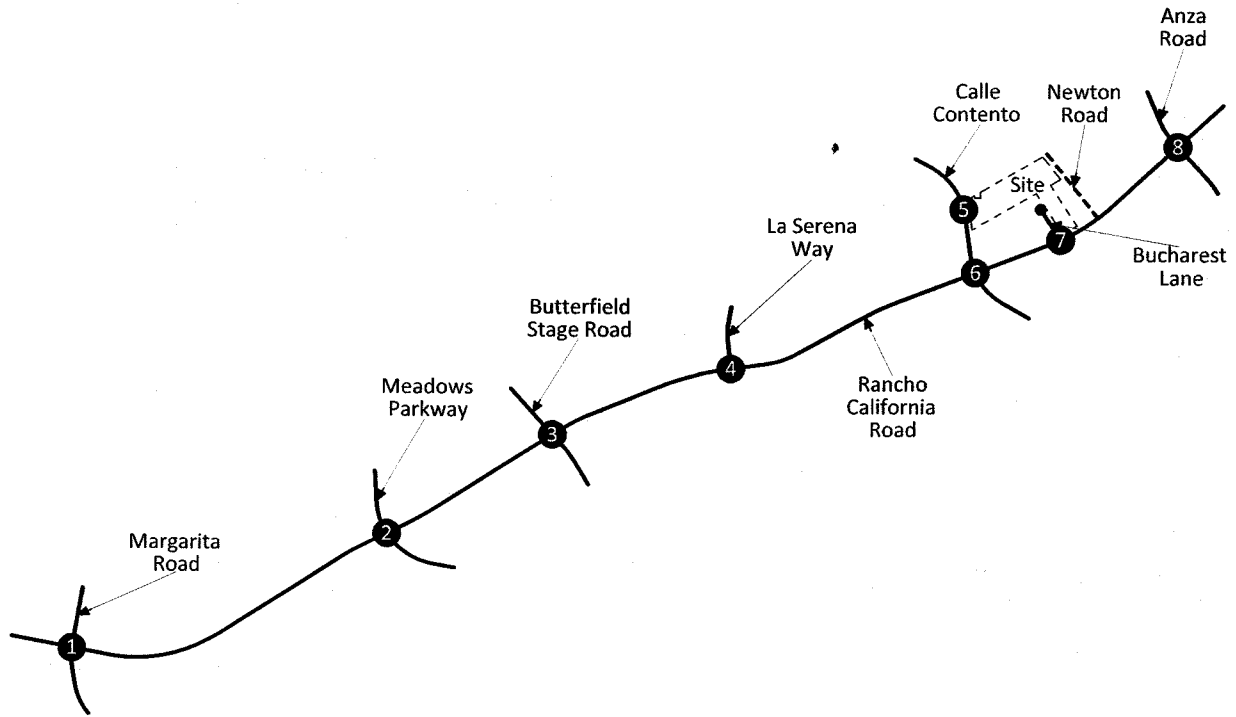 Anza
Road
Calle
Contento
Newton
Road
8
Site
5
La Serena
Way
7
Bucharest
Lane
6
Butterfield
Stage Road
4
Meadows
Parkway
Rancho
California
Road
3
2
Margarita
Road
1